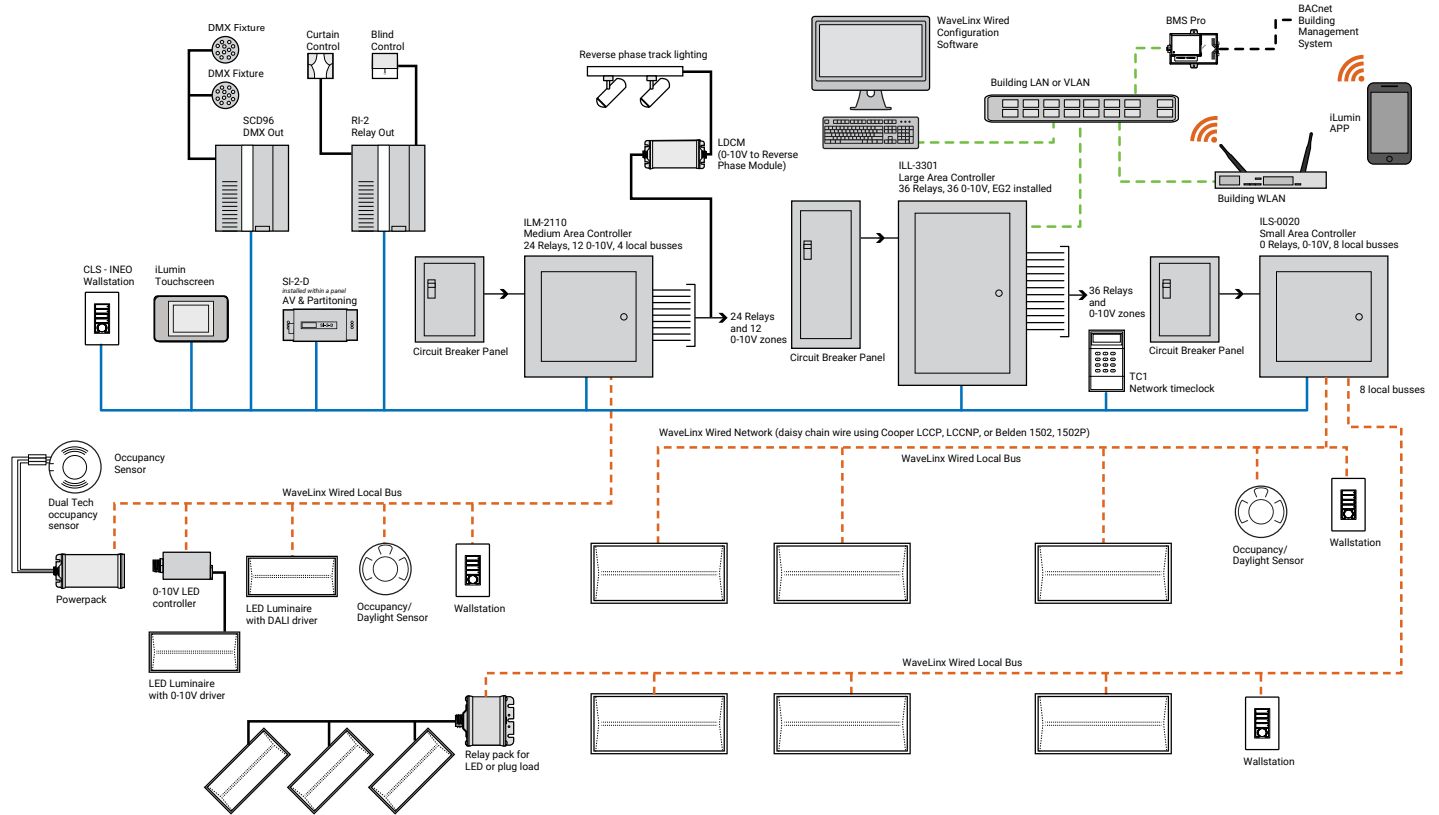 DMX Fixture
DMX Fixture
Curtain
Control
Blind
Control
SCD96
DMX Out
RI-2
Relay Out
Reverse phase track lighting
LDCM
(0-10V to Reverse
Phase Module)
WaveLinx Wired
Configuration
Software
Building LAN or VLAN
BMS Pro
BACnet
Building
Management
System
iLumin
APP
Building WLAN
CLS - INEO
Wallstation
iLumin
Touchscreen
SI-2-D
installed within a panel
AV & Partitoning
SI-2-D
Circuit Breaker Panel
ILM-2110
Medium Area Controller
24 Relays, 12 0-10V, 4 local busses
24 Relays
and 12
0-10V zones
Circuit Breaker Panel
ILL-3301
Large Area Controller
36 Relays, 36 0-10V, EG2 installed
36 Relays
and
0-10V zones
TC1
Network timeclock
Circuit Breaker Panel
ILS-0020
Small Area Controller
0 Relays, 0-10V, 8 local busses
8 local busses
WaveLinx Wired Network (daisy chain wire using Cooper LCCP, LCCNP, or Belden 1502, 1502P)
WaveLinx Wired Local Bus
Occupancy
Sensor
Dual Tech
occupancy
sensor
WaveLinx Wired Local Bus
Powerpack
0-10V LED
controller
LED Luminaire
with DALI driver
Occupancy/
Daylight Sensor
Wallstation
LED Luminaire
with 0-10V driver
Occupancy/
Daylight Sensor
Wallstation
WaveLinx Wired Local Bus
Relay pack for
LED or plug load
Wallstation